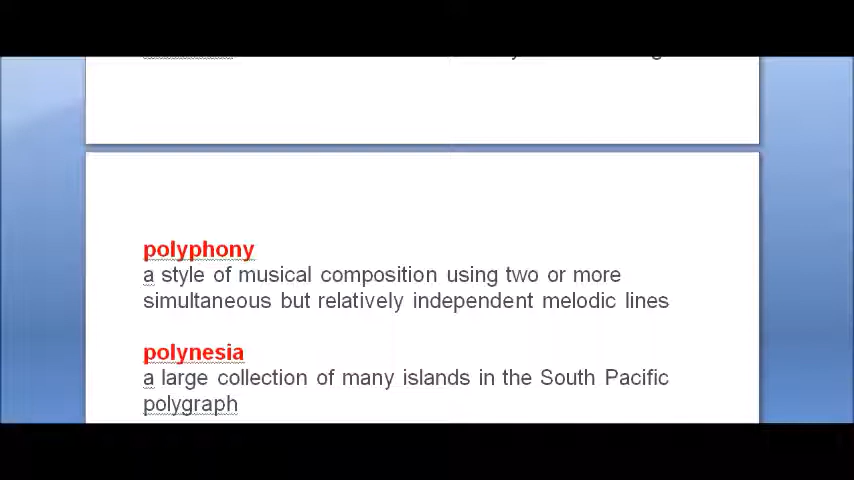 polyphony
a style of musical composition using two or more
simultaneous but relatively independent melodic lines
polynesia
a large collection of many islands in the South Pacific
polygraph